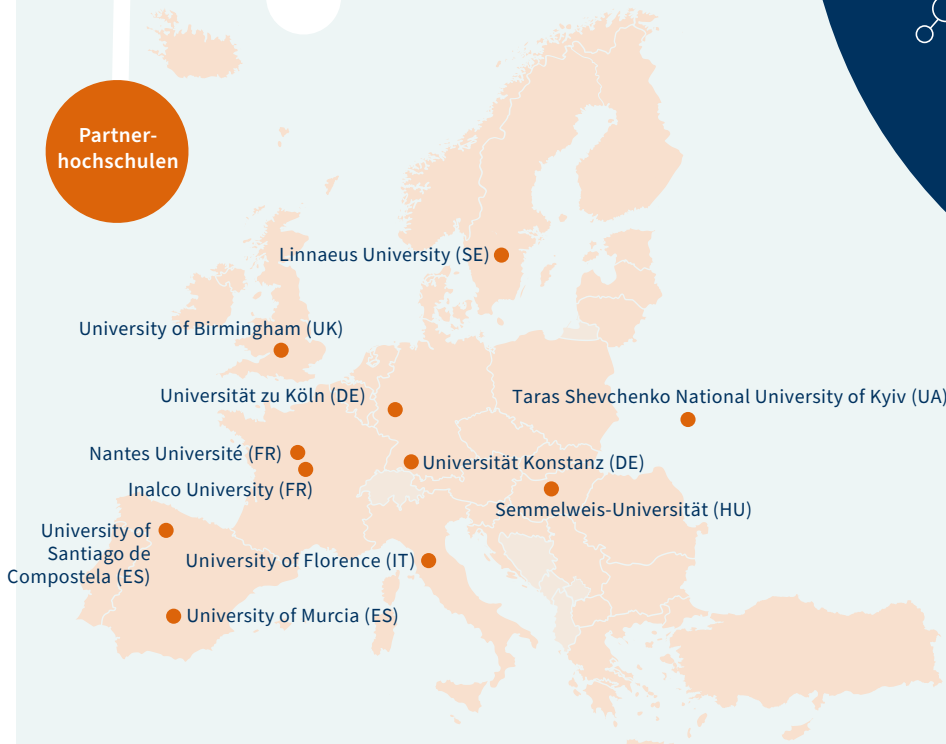 Partner-
hochschulen
Linnaeus University (SE)
University of Birmingham (UK)
Universität zu Köln (DE)
Taras Shevchenko National University of Kyiv (UA)
Nantes Université (FR)
Universität Konstanz (DE)
Inalco University (FR)
Semmelweis-Universität (HU)
University of
Santiago de
Compostela (ES)
University of Florence (IT)
University of Murcia (ES)